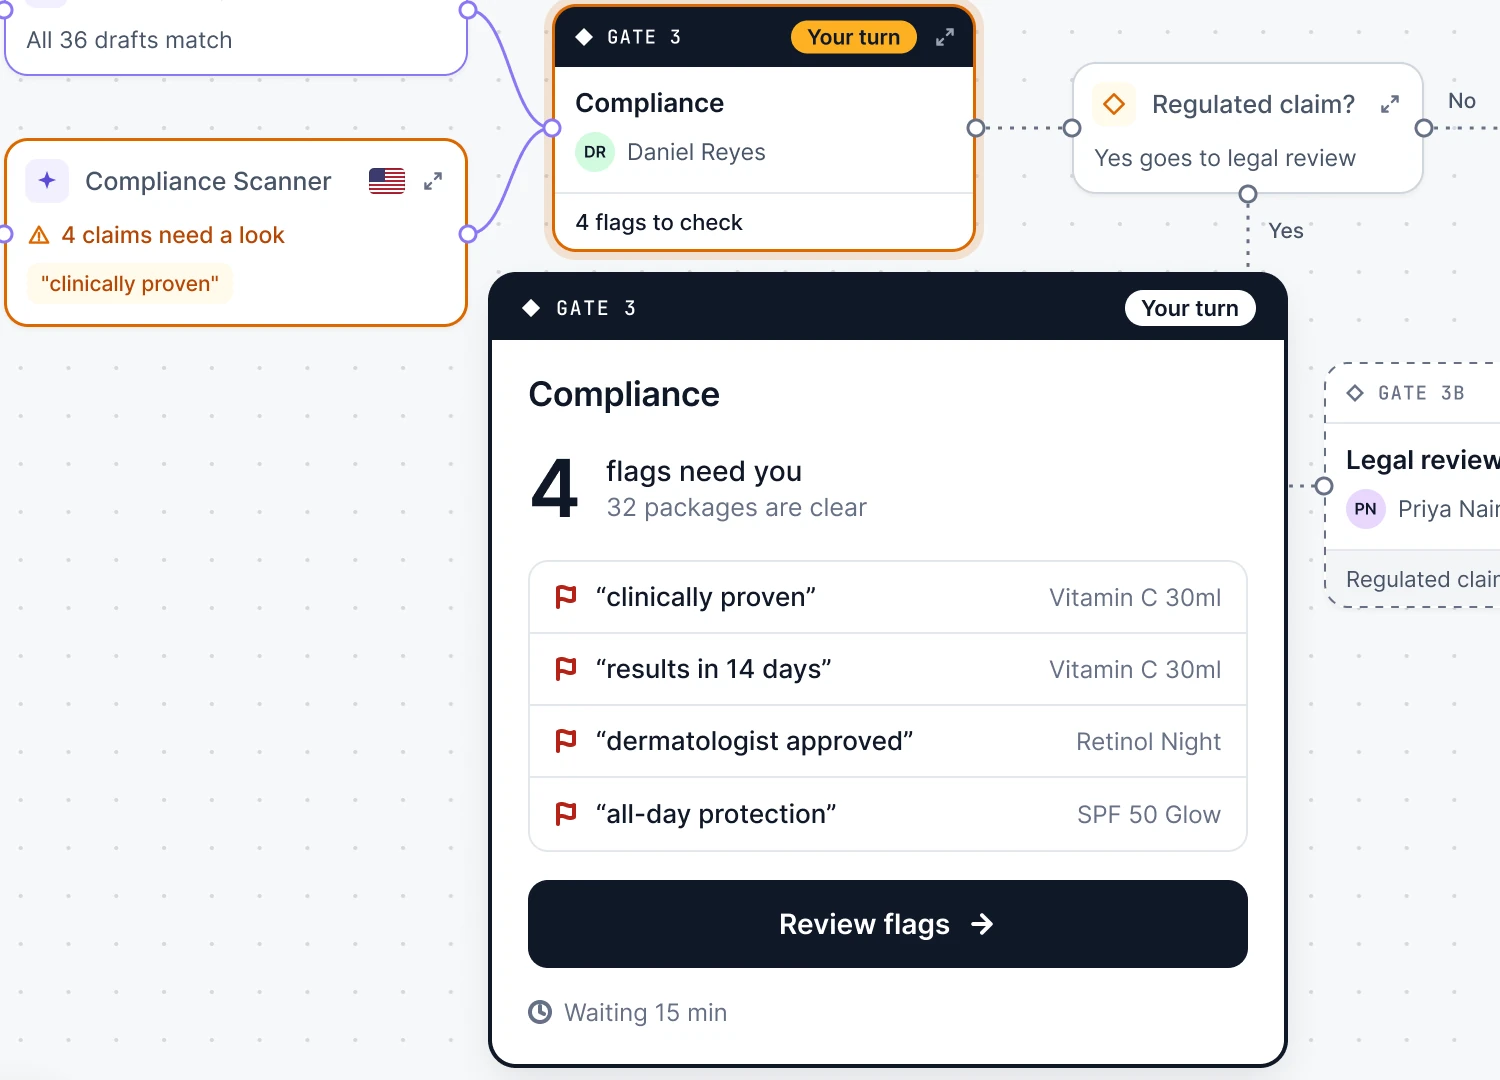 All 36 drafts match
Compliance Scanner
4 claims need a look
"clinically proven"
GATE 3
Your turn
Compliance
DR
Daniel Reyes
4 flags to check
Regulated claim?
Yes goes to legal review
No
Yes
GATE 3
Your turn
Compliance
4
flags need you
32 packages are clear
“clinically proven”
Vitamin C 30ml
“results in 14 days”
Vitamin C 30ml
“dermatologist approved”
Retinol Night
“all-day protection”
SPF 50 Glow
Review flags
Waiting 15 min
GATE 3B
Legal review
PN
Priya
Regulated